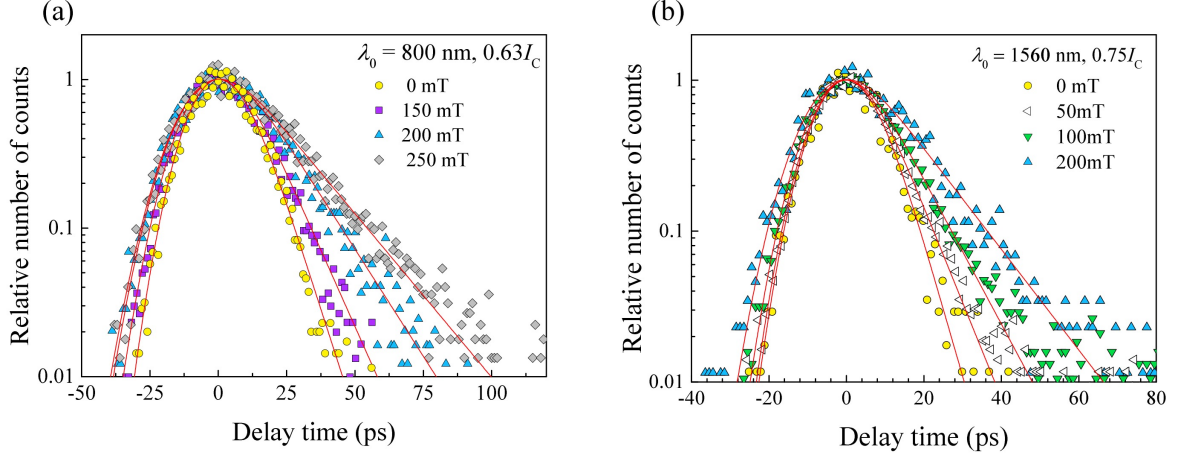 (a)
λ0 = 800 nm, 0.63IC
0 mT
150 mT
200 mT
250 mT
1
0.1
0.01
-50
-25
0
25
50
75
100
Relative number of counts
Delay time (ps)
(b)
λ0 = 1560 nm, 0.75IC
0 mT
50mT
100mT
200mT
1
0.1
0.01
-40
-20
0
20
40
60
80
Relative number of counts
Delay time (ps)